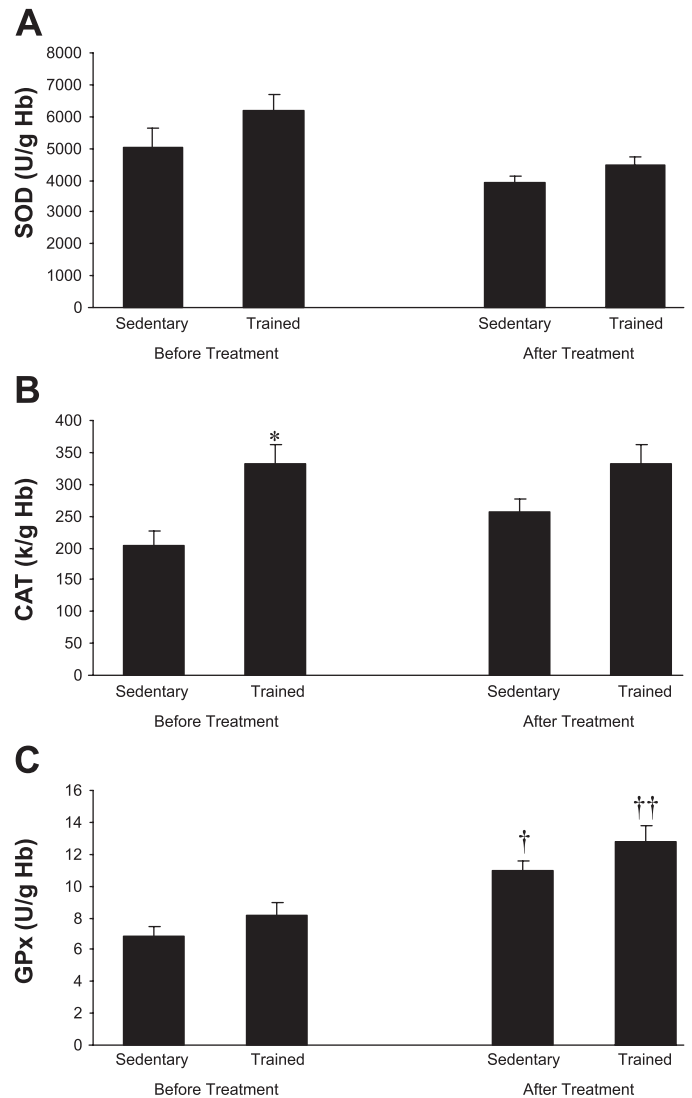 A
SOD (U/g Hb)
8000
7000
6000
5000
4000
3000
2000
1000
0
Sedentary Trained Sedentary Trained
Before Treatment After Treatment
B
CAT (k/g Hb)
400
350
300
250
200
150
100
50
0
*
Sedentary Trained Sedentary Trained
Before Treatment After Treatment
C
GPx (U/g Hb)
16
14
12
10
8
6
4
2
0
†
††
Sedentary Trained Sedentary Trained
Before Treatment After Treatment